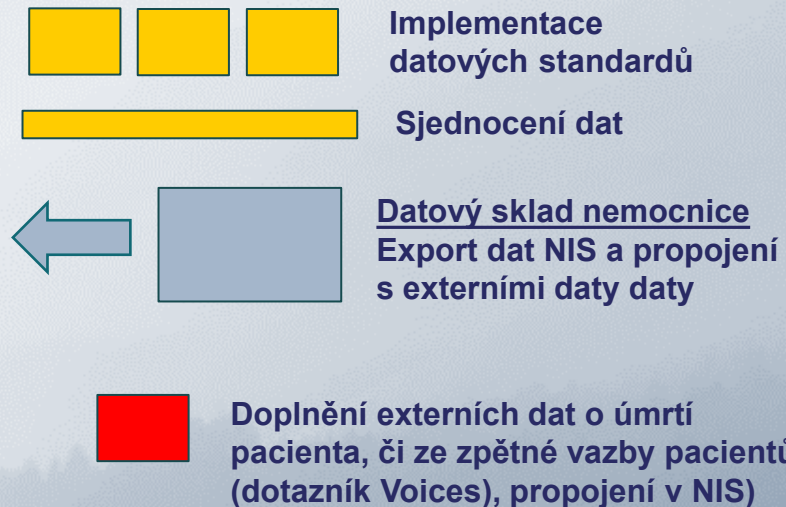 Implementace
datových standardů
Sjednocení dat
Datový sklad nemocnice
Export dat NIS a propojení
s externími daty daty
Doplnění externích dat o úmrtí
pacienta, či ze zpětné vazby pacientů
(dotazník Voices), propojení v NIS)